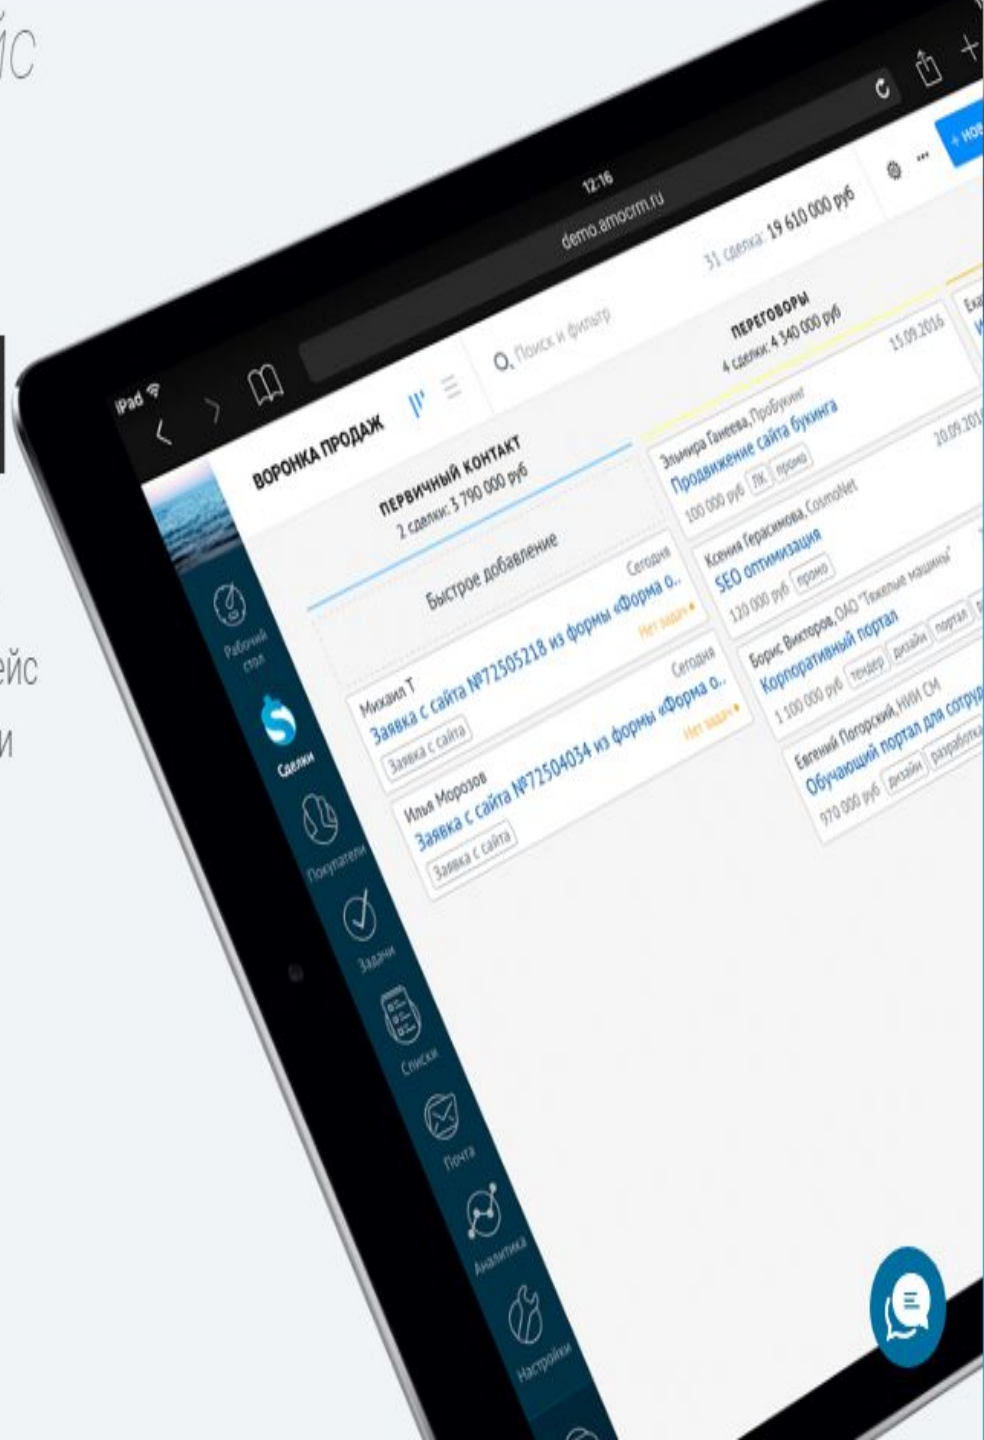 йс
ейс
и
iPad
12:16
demo.amocrm.ru
ВОРОНКА ПРОДАЖ
Поиск и фильтр
31 сделка: 19 610 000 руб
+ НОВ
ПЕРВИЧНЫЙ КОНТАКТ
2 сделки: 3 790 000 руб
Быстрое добавление
Михаил Т
Сегодня
Заявка с сайта №72505218 из формы «Форма о..
Заявка с сайта
Нет задач
Илья Морозов
Сегодня
Заявка с сайта №72504034 из формы «Форма о..
Заявка с сайта
Нет задач
ПЕРЕГОВОРЫ
4 сделки: 4 340 000 руб
Эльмира Ганеева, Пробукинг
15.09.2016
Продвижение сайта букинга
100 000 руб ЛК промо
Ксения Герасимова, CosmoNet
20.09.201
SEO оптимизация
120 000 руб промо
Борис Викторов, ОАО "Тяжелые машины"
Корпоративный портал
1 100 000 руб тендер дизайн портал
Евгений Погорский, НИИ СМ
Обучающий портал для сотруд
970 000 руб дизайн разработка
Рабочий
стол
Сделки
Покупатели
Задачи
Списки
Почта
Аналитика
Настройки